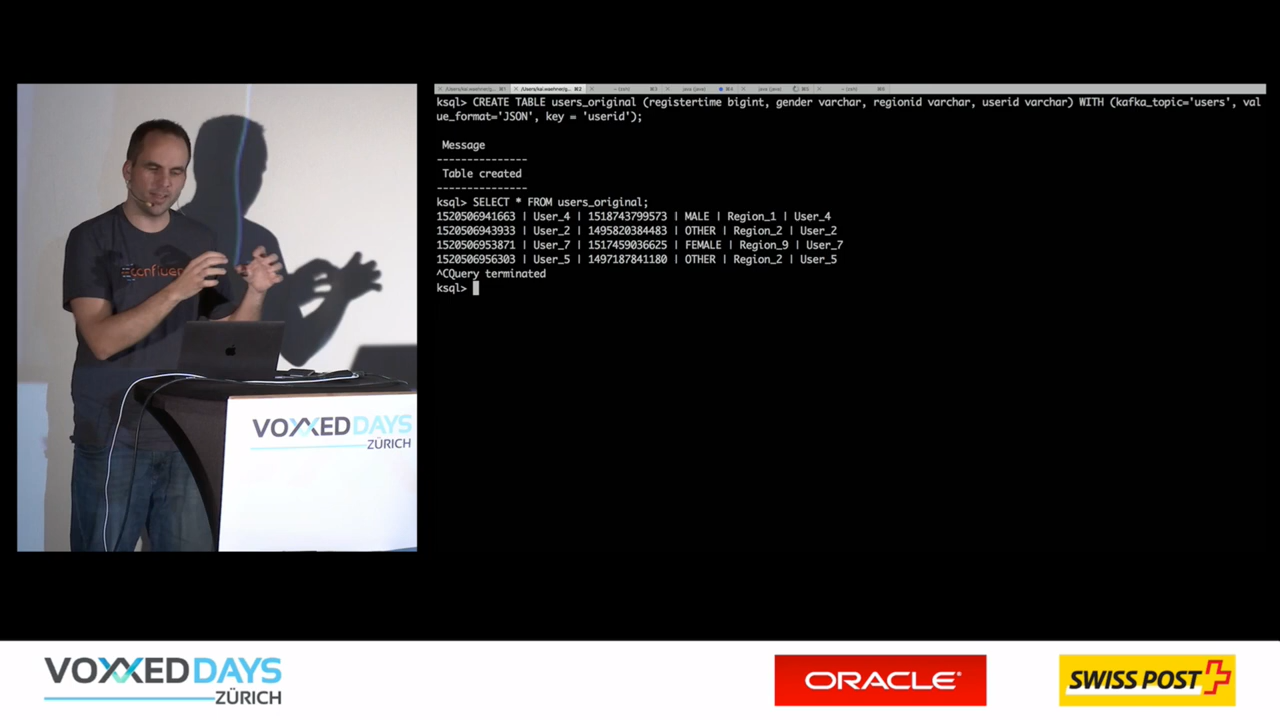 ksql> CREATE TABLE users_original (registertime bigint, gender varchar, regionid varchar, userid varchar) WITH (kafka_topic='users', val
ue_format='JSON', key = 'userid');
Message
---------------
Table created
---------------
ksql> SELECT * FROM users_original;
1520506941663 | User_4 | 1518743799573 | MALE | Region_1 | User_4
1520506943933 | User_2 | 1495820384483 | OTHER | Region_2 | User_2
1520506953871 | User_7 | 1517459036625 | FEMALE | Region_9 | User_7
1520506956303 | User_5 | 1497187841180 | OTHER | Region_2 | User_5
^CQuery terminated
ksql>
confluen
VOXXED DAYS
ZÜRICH
VOXXED DAYS
ZÜRICH
ORACLE®
SWISS POST